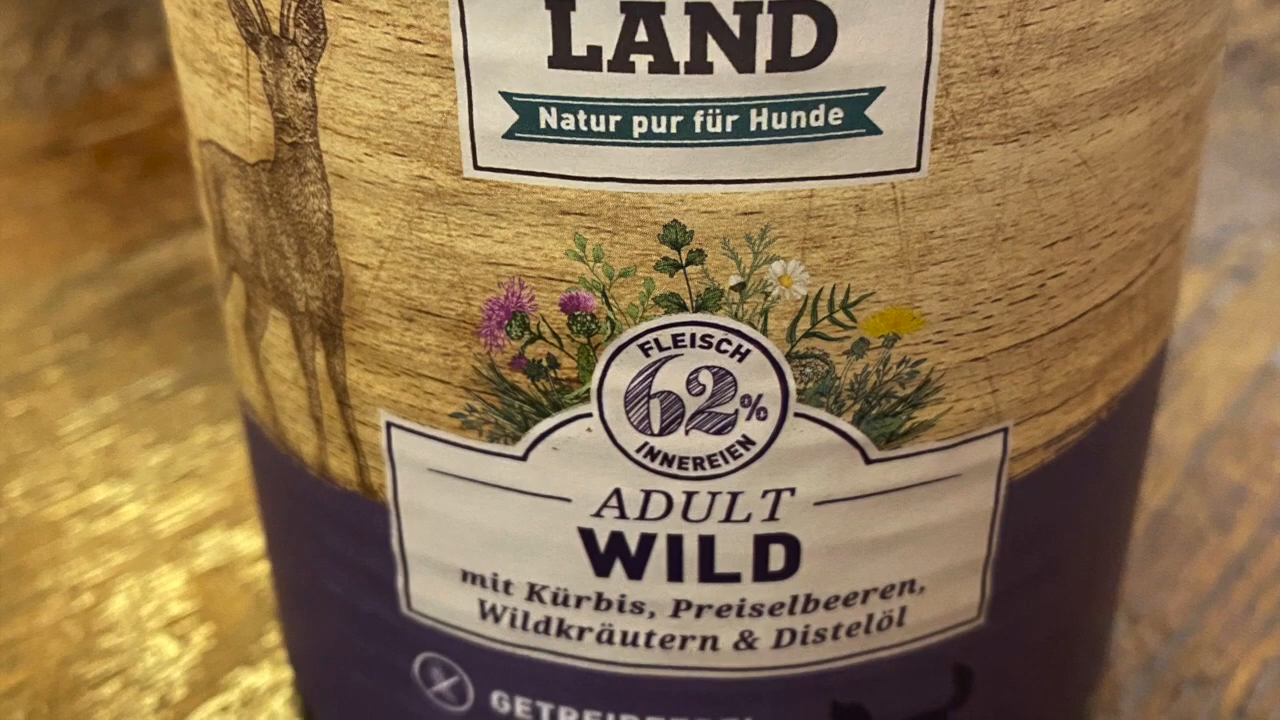 LAND
Natur pur für Hunde
FLEISCH
62%
INNEREIEN
ADULT
WILD
mit Kürbis, Preiselbeeren,
Wildkräutern & Distelöl